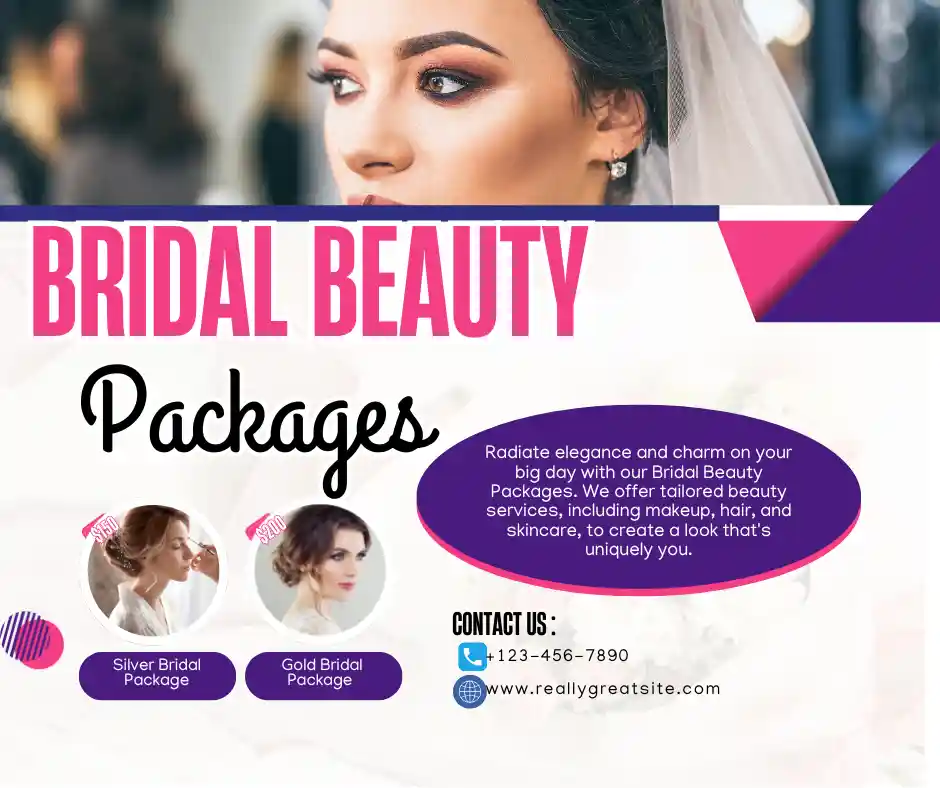 BRIDAL BEAUTY
Packages
Radiate elegance and charm on your
big day with our Bridal Beauty
Packages. We offer tailored beauty
services, including makeup, hair, and
skincare, to create a look that's
uniquely you.
$150
$200
Silver Bridal
Package
Gold Bridal
Package
CONTACT US :
+123-456-7890
www.reallygreatsite.com